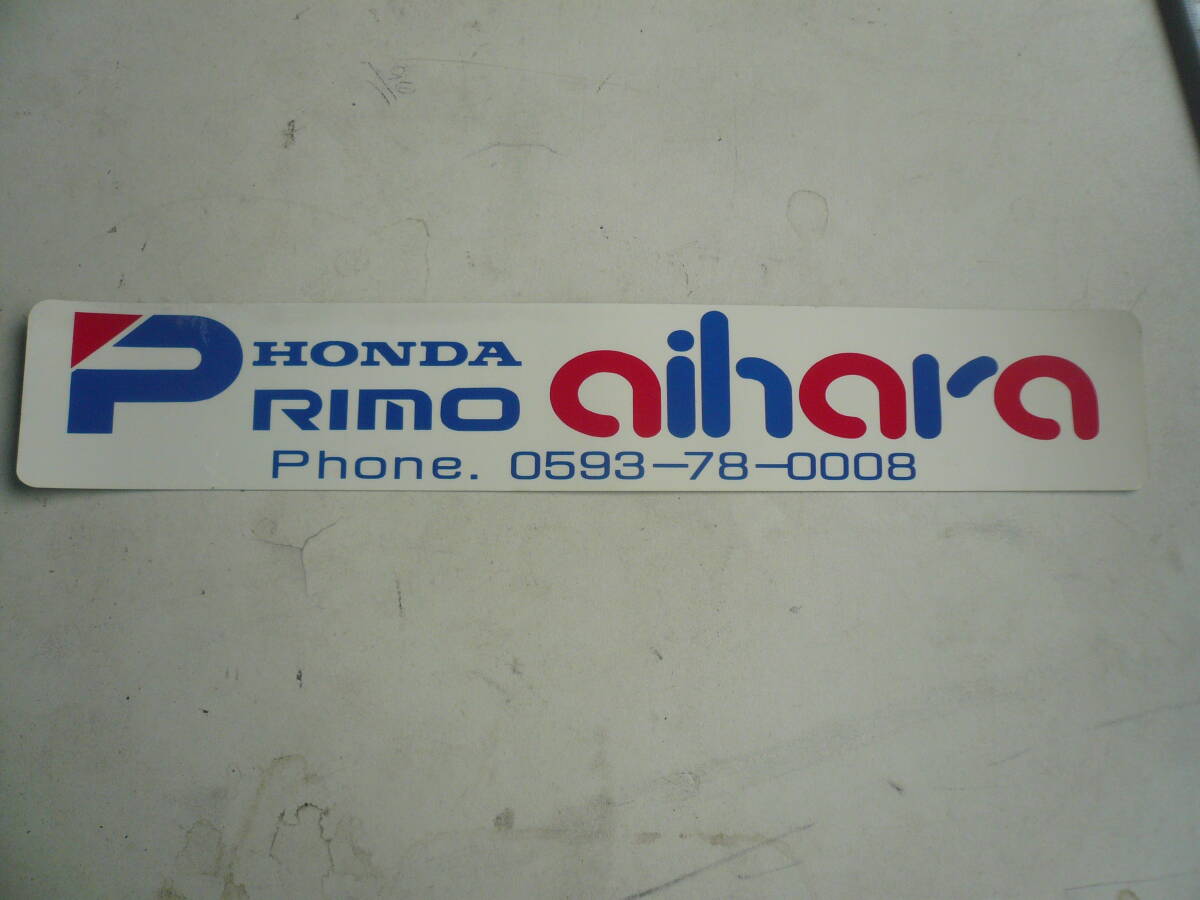 HONDA
PRIMO aihara
Phone. 0593-78-0008